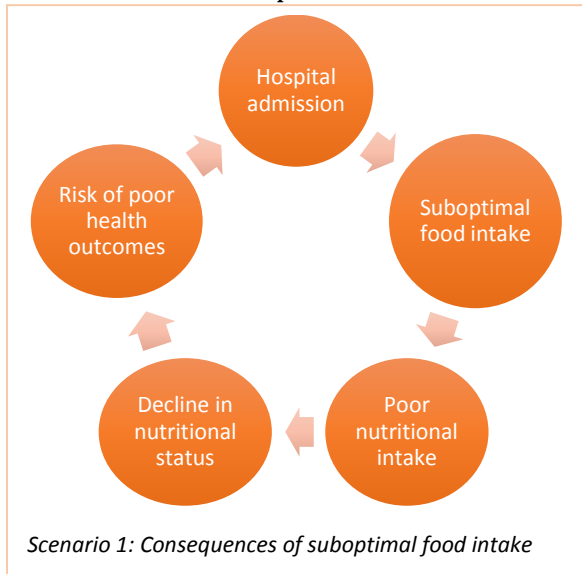 Hospital
admission
Suboptimal
food intake
Poor
nutritional
intake
Decline in
nutritional
status
Risk of poor
health
outcomes
Scenario 1: Consequences of suboptimal food intake